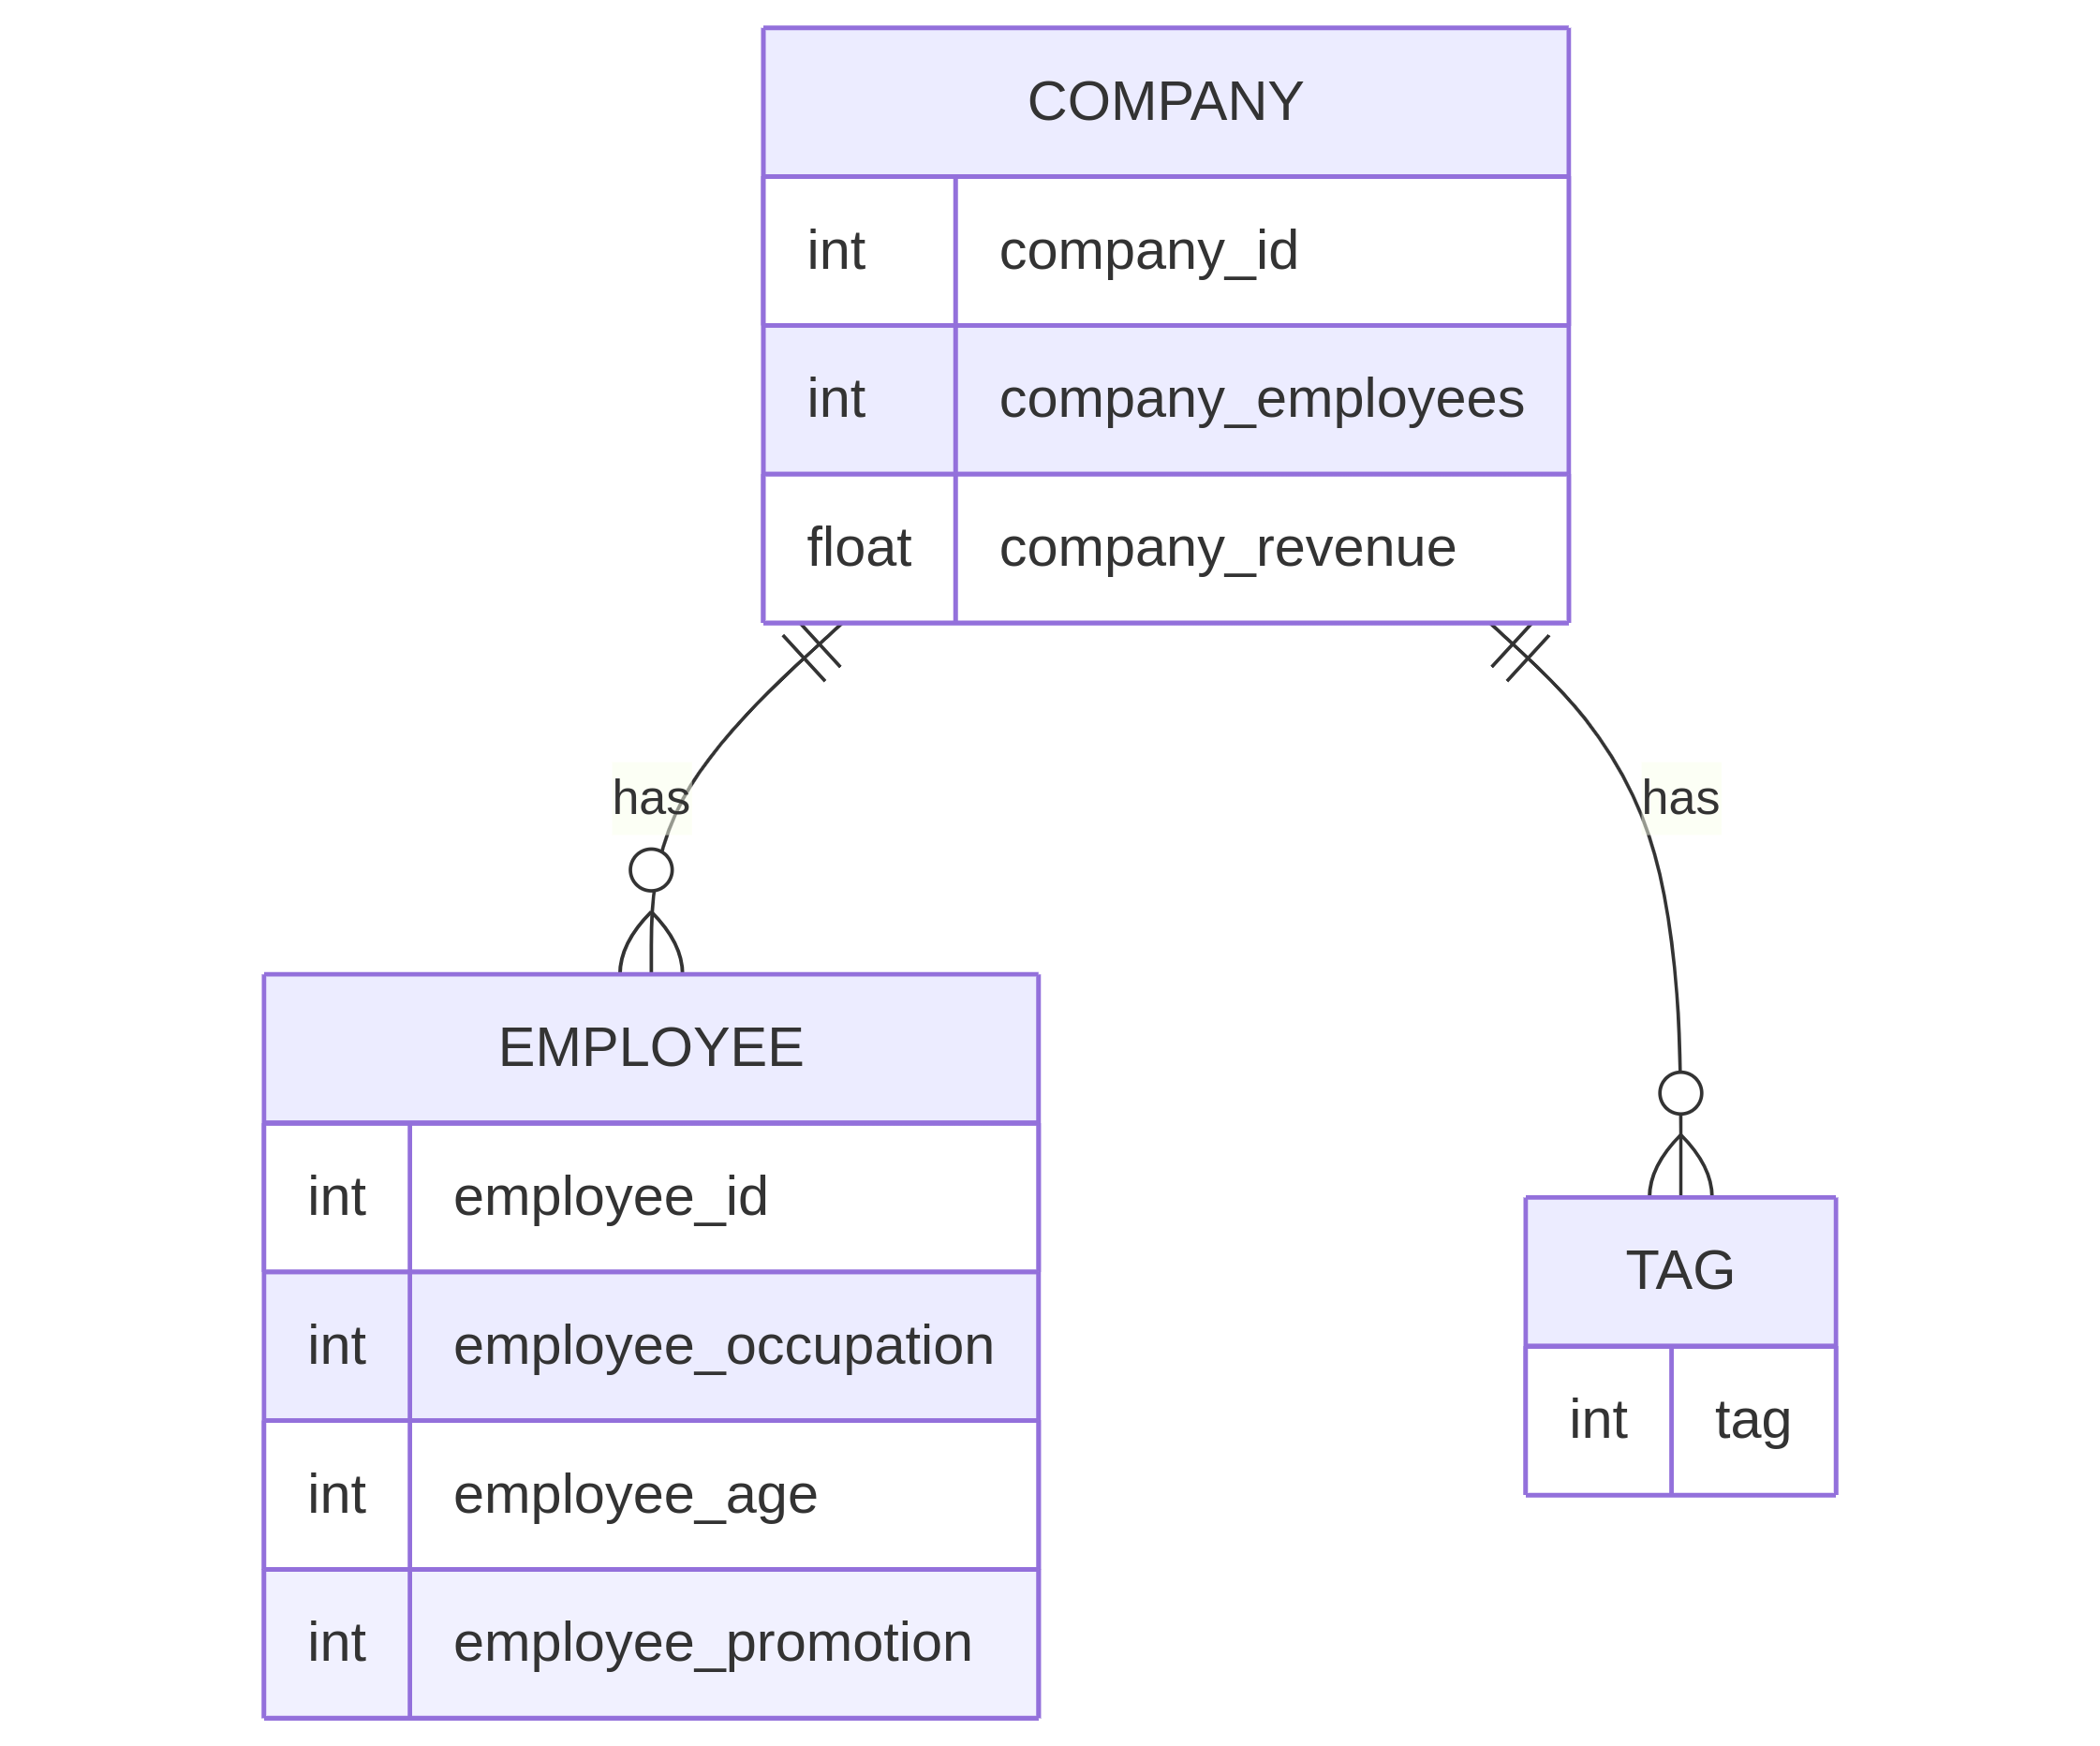 COMPANY
int company_id
int company_employees
float company_revenue
has has
EMPLOYEE
int employee_id
int employee_occupation
int employee_age
int employee_promotion
TAG
int tag